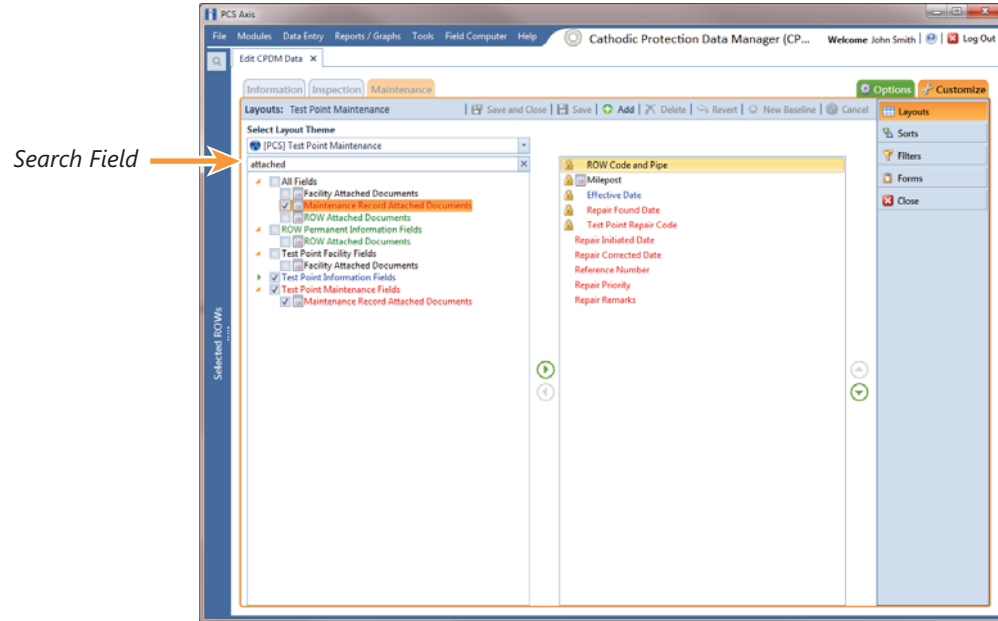 PCS Axis
File Modules Data Entry Reports / Graphs Tools Field Computer Help Cathodic Protection Data Manager (CP... Welcome John Smith | | Log Out
Edit CPDM Data
Information Inspection Maintenance Options Customize
Layouts: Test Point Maintenance | Save and Close | Save | Add | Delete | Revert | New Baseline | Cancel
Layouts
Sorts
Filters
Forms
Close
Select Layout Theme
[PCS] Test Point Maintenance
Search Field
attached
All Fields
Facility Attached Documents
Maintenance Record Attached Documents
ROW Attached Documents
ROW Permanent Information Fields
ROW Attached Documents
Test Point Facility Fields
Facility Attached Documents
Test Point Information Fields
Test Point Maintenance Fields
Maintenance Record Attached Documents
ROW Code and Pipe
Milepost
Effective Date
Repair Found Date
Test Point Repair Code
Repair Initiated Date
Repair Corrected Date
Reference Number
Repair Priority
Repair Remarks
Selected ROWs